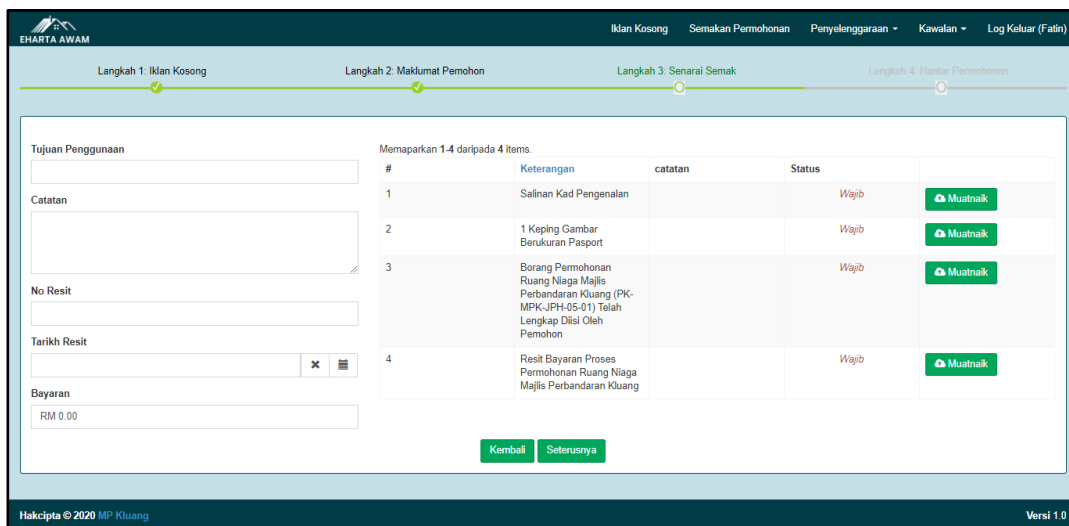 EHARTA AWAM
Iklan Kosong Semakan Permohonan Penyelenggaraan Kawalan Log Keluar (Fatin)
Langkah 1: Iklan Kosong Langkah 2: Maklumat Pemohon Langkah 3: Senarai Semak Langkah 4: Hantar Permohonan
Tujuan Penggunaan
Catatan
No Resit
Tarikh Resit
Bayaran
RM 0.00
Memaparkan 1-4 daripada 4 items.
# Keterangan catatan Status
1 Salinan Kad Pengenalan Wajib Muatnaik
2 1 Keping Gambar Wajib Muatnaik
Berukuran Pasport
3 Borang Permohonan Wajib Muatnaik
Ruang Niaga Majlis
Perbandaran Kluang (PK-
MPK-JPH-05-01) Telah
Lengkap Diisi Oleh
Pemohon
4 Resit Bayaran Proses Wajib Muatnaik
Permohonan Ruang Niaga
Majlis Perbandaran Kluang
Kembali Seterusnya
Hakcipta © 2020 MP Kluang Versi 1.0